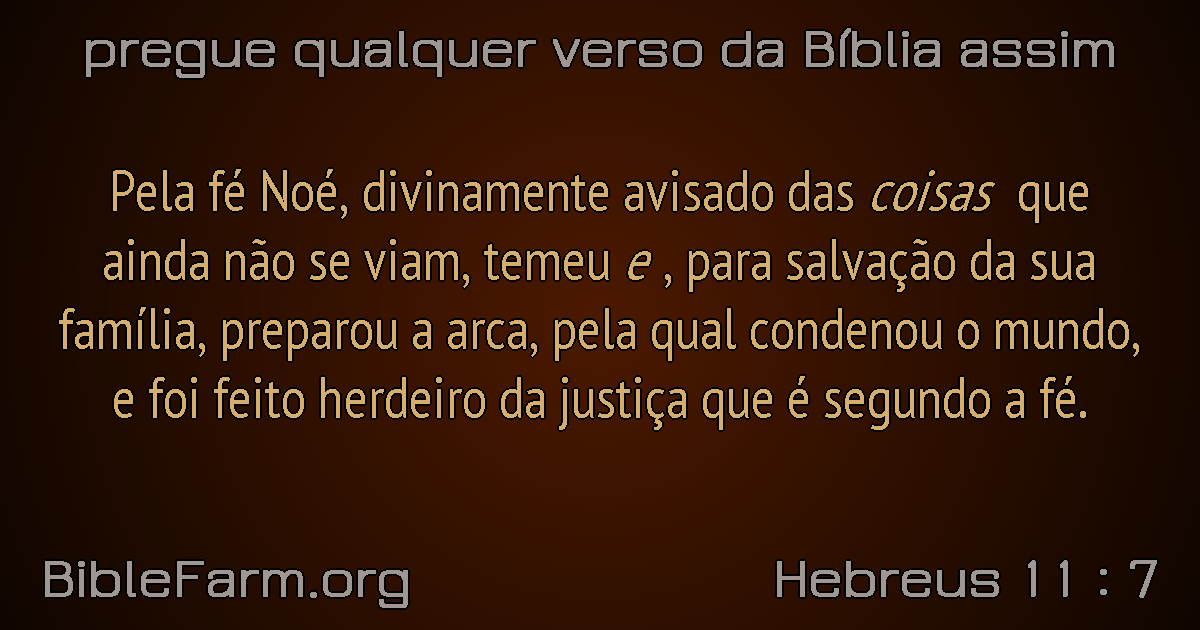 pregue qualquer verso da Bíblia assim
Pela fé Noé, divinamente avisado das coisas que
ainda não se viam, temeu e , para salvação da sua
família, preparou a arca, pela qual condenou o mundo,
e foi feito herdeiro da justiça que é segundo a fé.
BibleFarm.org
Hebreus 11 : 7